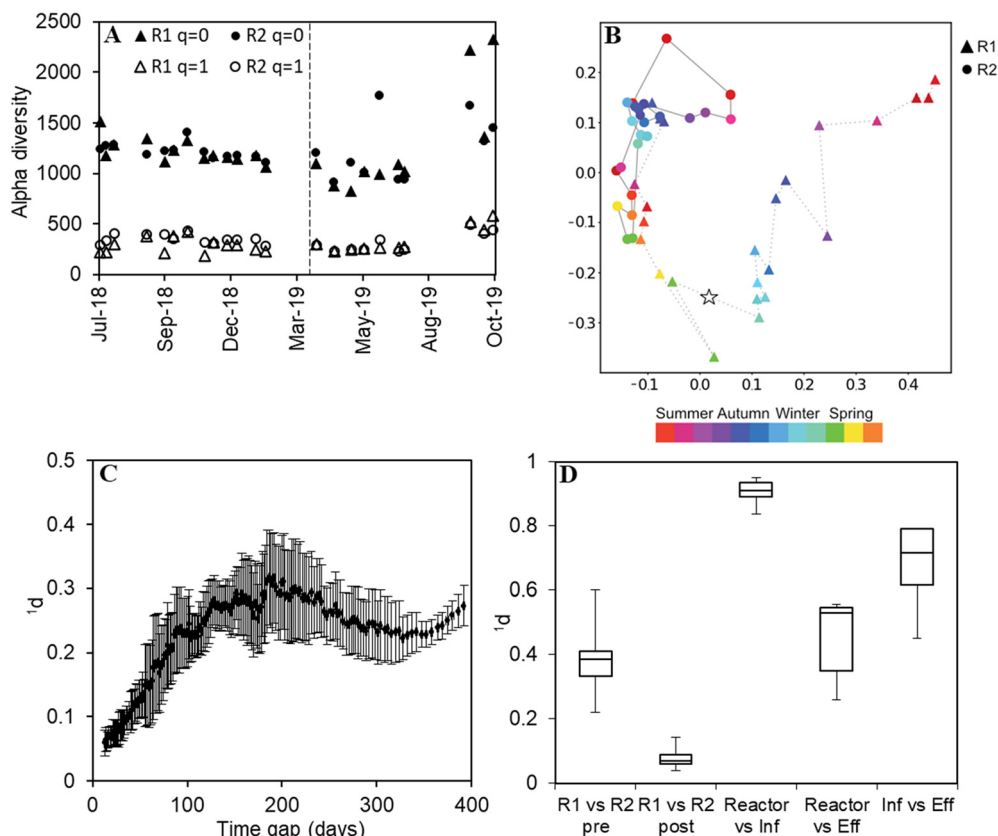 A
▲ R1 q=0 ● R2 q=0
△ R1 q=1 ○ R2 q=1
Alpha diversity
2500
2000
1500
1000
500
0
Jul-18
Sep-18
Dec-18
Mar-19
May-19
Aug-19
Oct-19
B
▲ R1
● R2
0.2
0.1
0.0
-0.1
-0.2
-0.3
-0.1 0.0 0.1 0.2 0.3 0.4
Summer Autumn Winter Spring
C
¹d
0.5
0.4
0.3
0.2
0.1
0
0 100 200 300 400
Time gap (days)
D
¹d
1
0.8
0.6
0.4
0.2
0
R1 vs R2 pre
R1 vs R2 post
Reactor vs Inf
Reactor vs Eff
Inf vs Eff